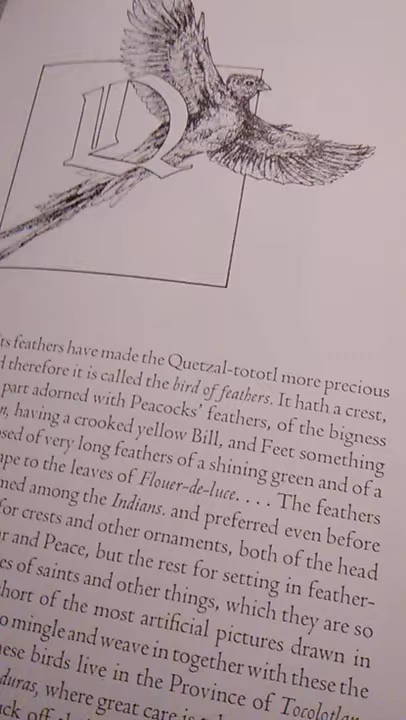 Q
ts feathers have made the Quetzal-tototl more precious
therefore it is called the bird of feathers. It hath a crest,
part adorned with Peacocks' feathers, of the bigness
having a crooked yellow Bill, and Feet something
sed of very long feathers of a shining green and of a
ape to the leaves of Flouer-de-luce. . . . The feathers
ned among the Indians. and preferred even before
for crests and other ornaments, both of the head
r and Peace, but the rest for setting in feather-
es of saints and other things, which they are so
hort of the most artificial pictures drawn in
o mingle and weave in together with these the
ese birds live in the Province of Tocolotlan
duras, where great care is
ck off